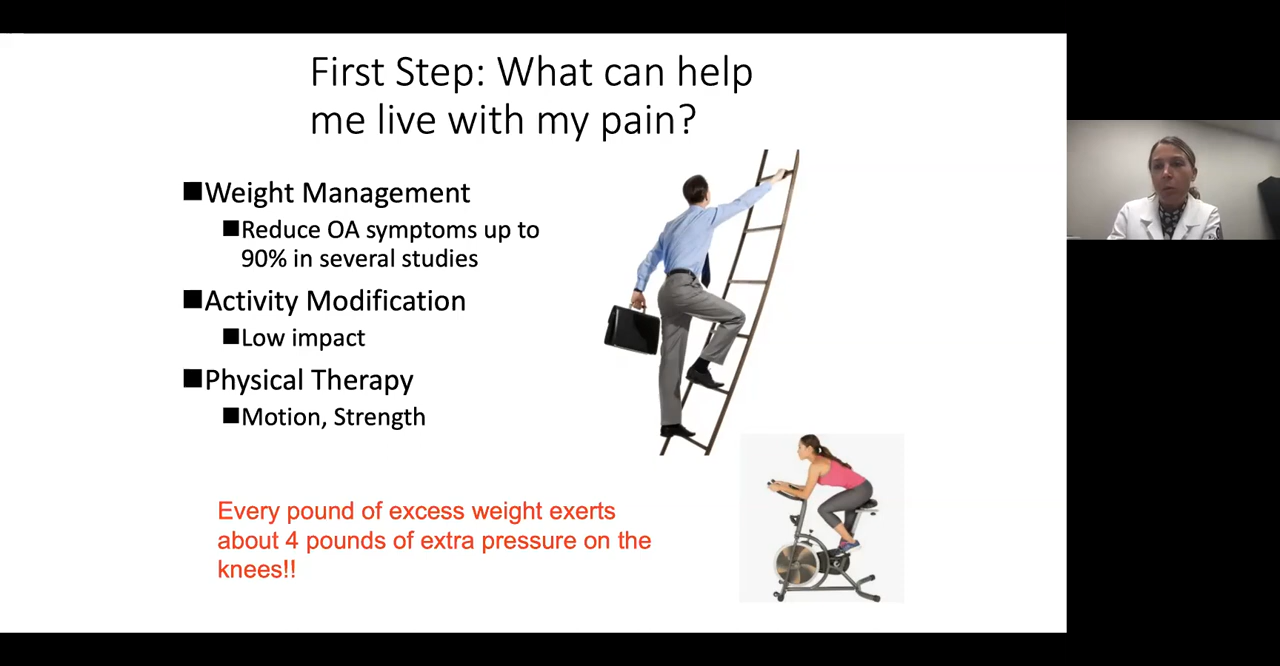 First Step: What can help
me live with my pain?
Weight Management
Reduce OA symptoms up to
90% in several studies
Activity Modification
Low impact
Physical Therapy
Motion, Strength
Every pound of excess weight exerts
about 4 pounds of extra pressure on the
knees!!